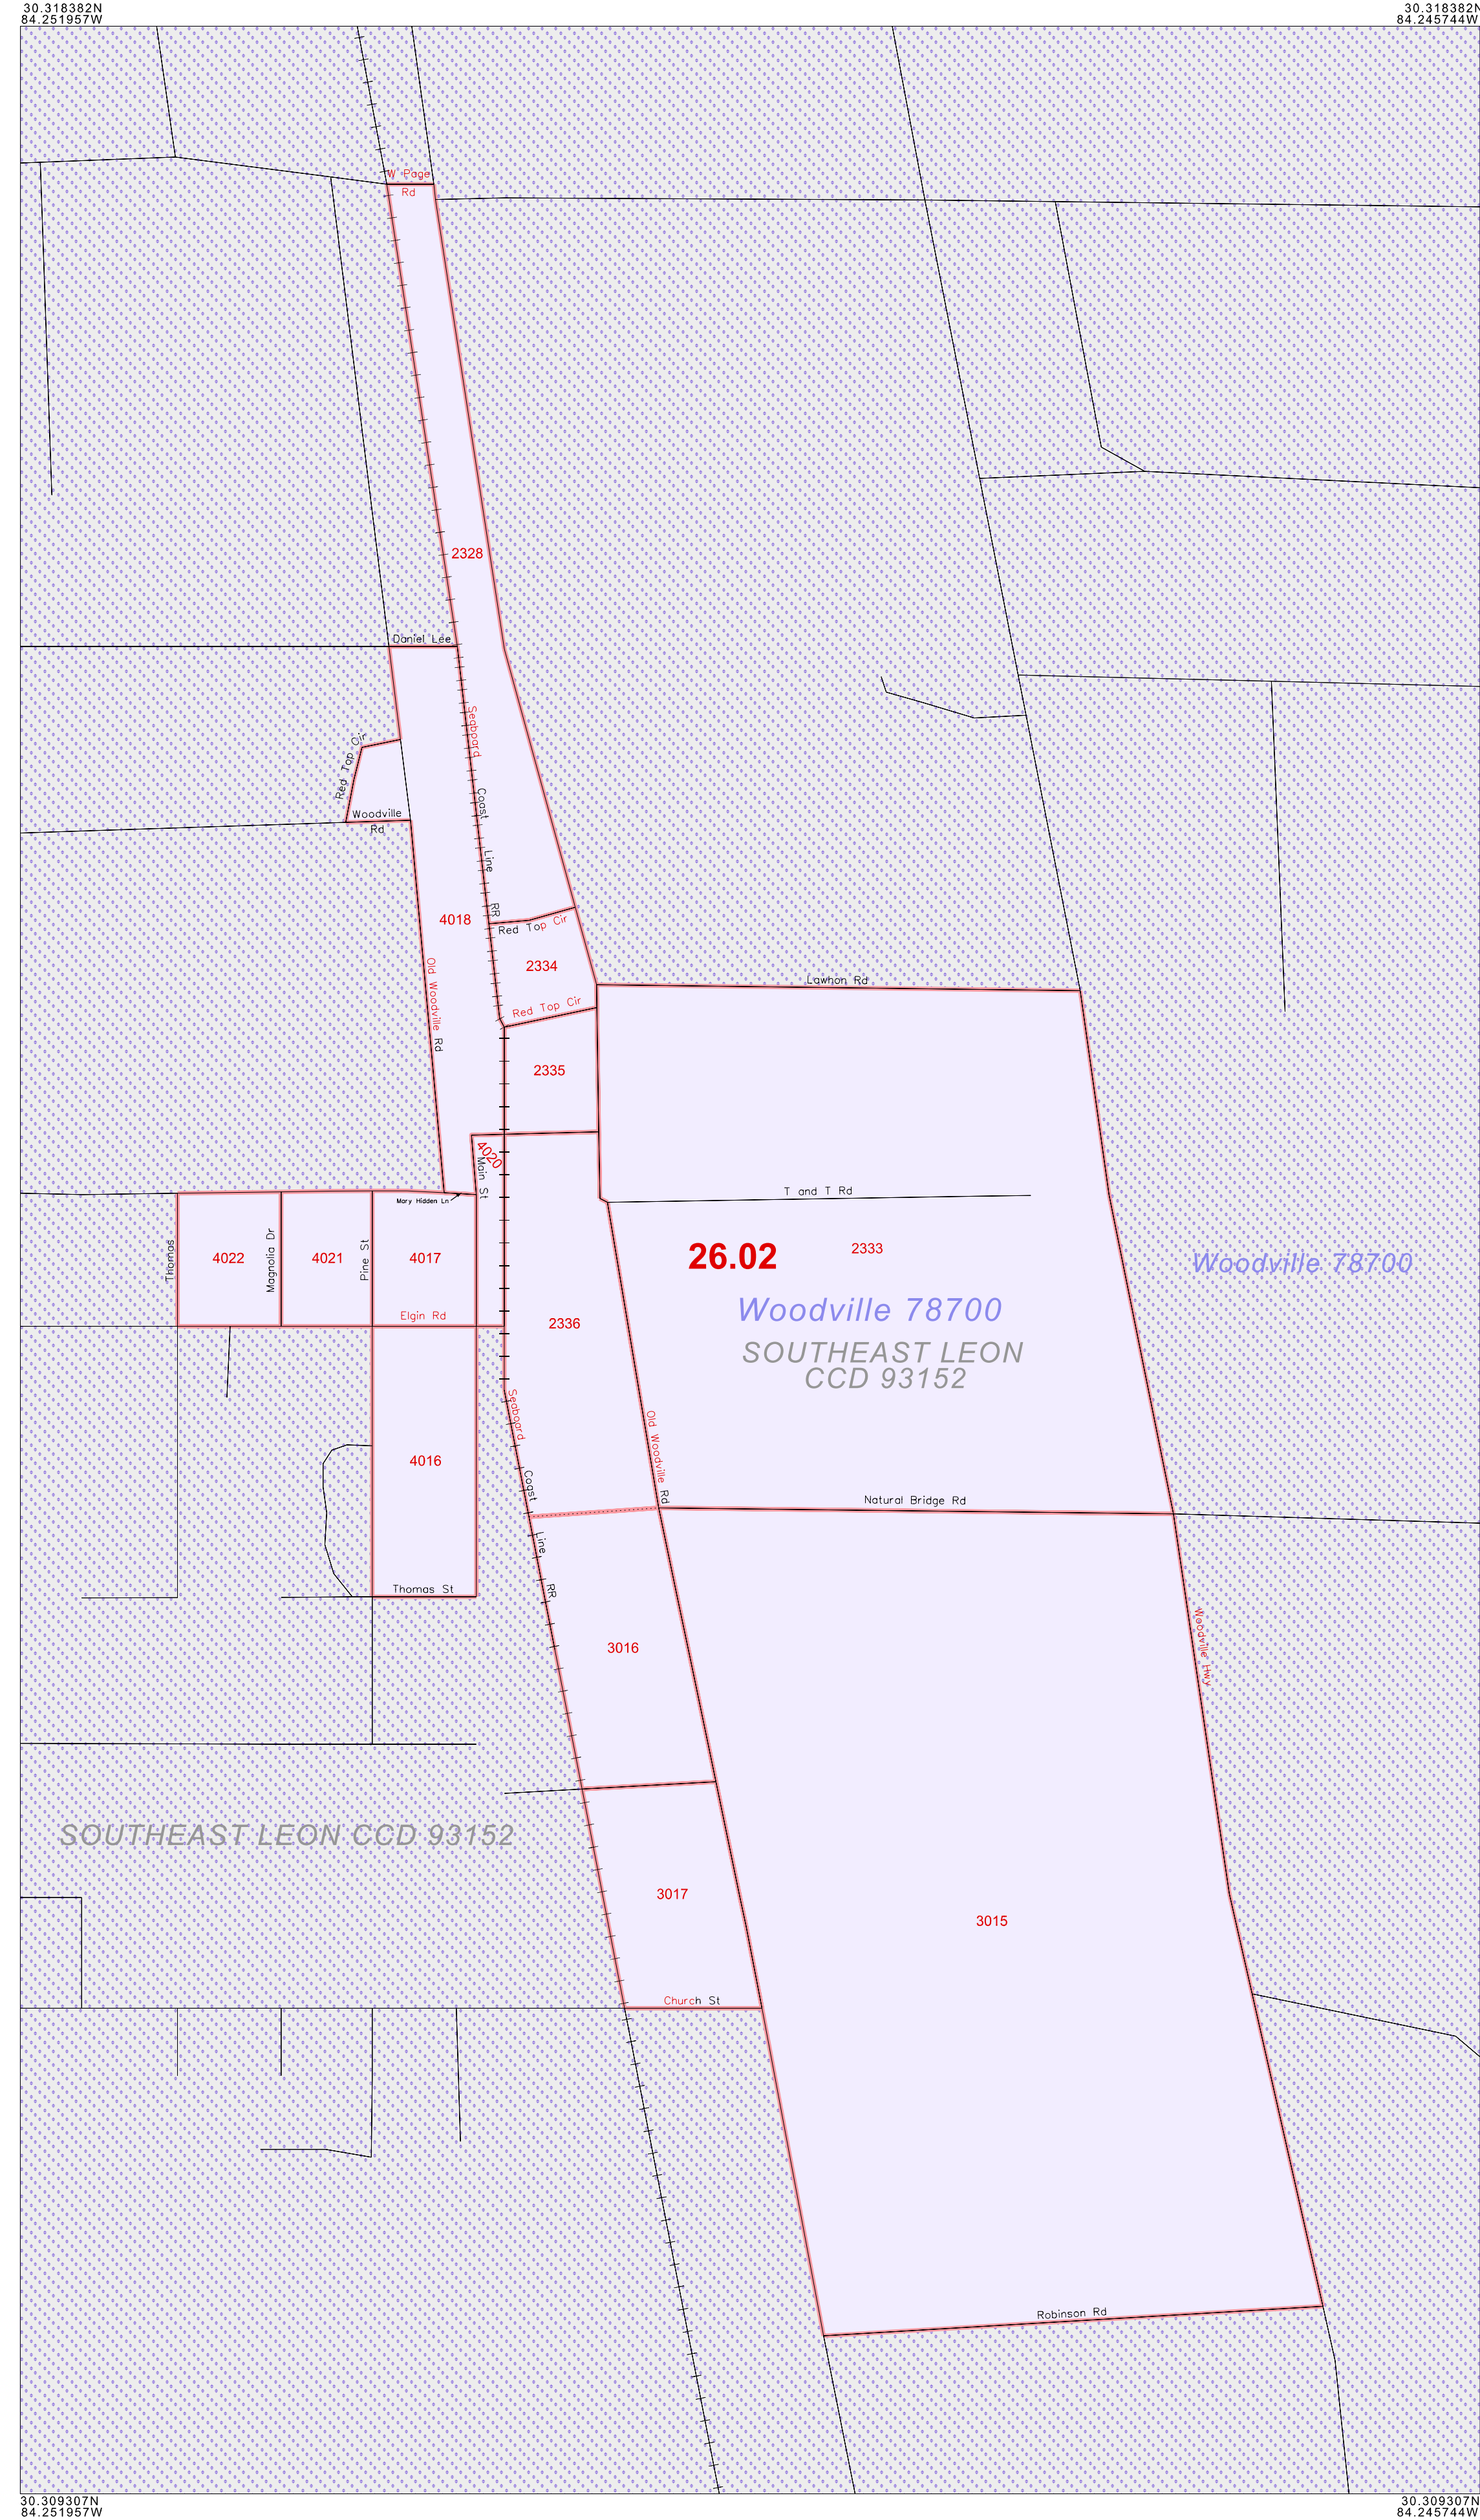 30.318382N
84.251957W
30.318382N
84.245744W
W Page
Rd
2328
Daniel Lee
Seaboard
Coast
Line
RR
Red Top Cir
Woodville
Rd
4018
Old Woodville Rd
Red Top Cir
2334
Red Top Cir
Lawhon Rd
2335
4020
Main St
Mary Hidden Ln
T and T Rd
Thomas
4022
Magnolia Dr
4021
Pine St
4017
Elgin Rd
2336
26.02
2333
Woodville 78700
Woodville 78700
SOUTHEAST LEON
CCD 93152
Seaboard
Coast
Line
RR
Old Woodville Rd
4016
Natural Bridge Rd
Thomas St
3016
Woodville Hwy
SOUTHEAST LEON CCD 93152
3017
3015
Church St
Robinson Rd
30.309307N
84.251957W
30.309307N
84.245744W